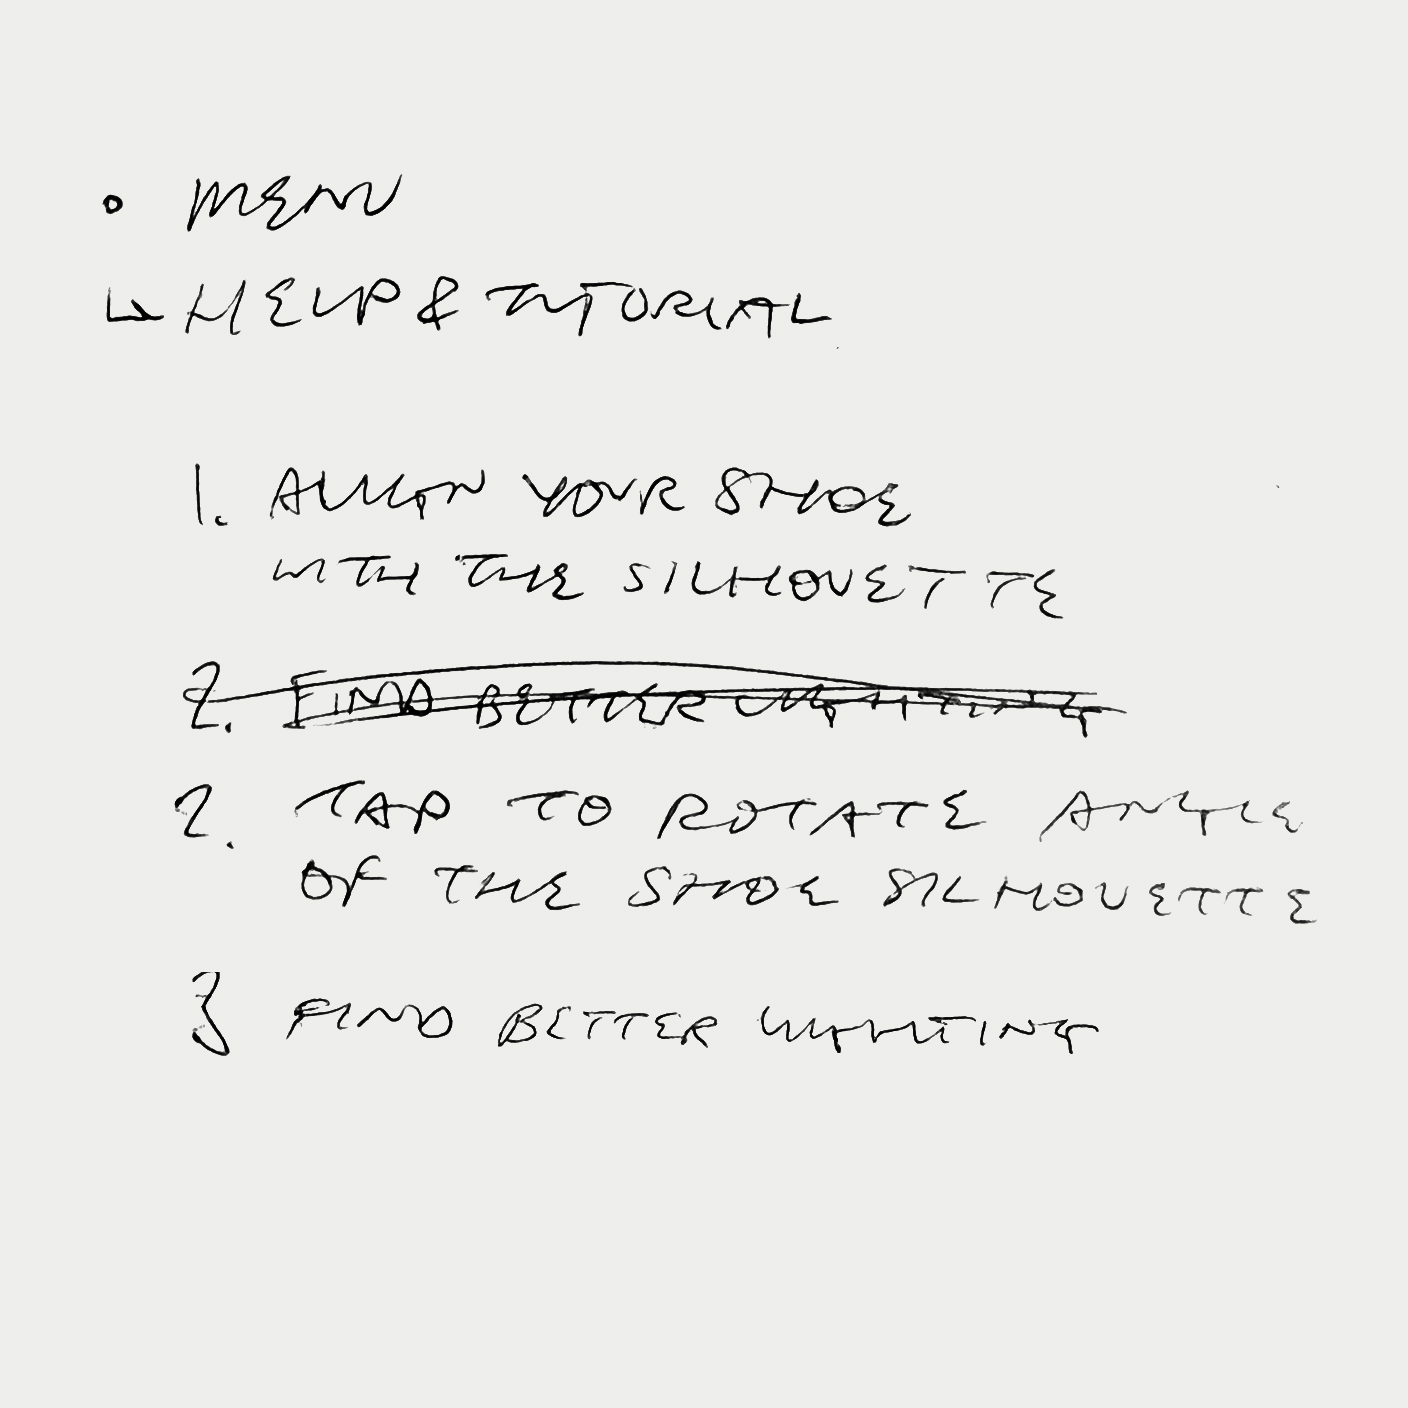 • MENU
↳ HELP & TUTORIAL
1. ALIGN YOUR SHOE
WITH THE SILHOUETTE
2. FIND BETTER LIGHTING
2. TAP TO ROTATE ANGLE
OF THE SHOE SILHOUETTE
3 FIND BETTER LIGHTING